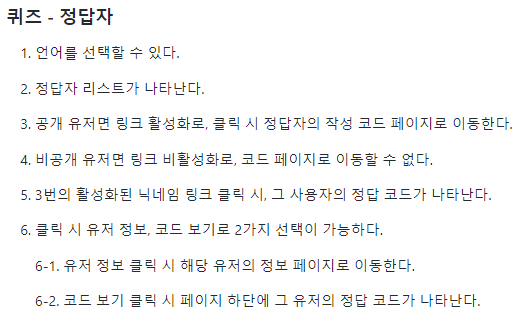 퀴즈 - 정답자
1. 언어를 선택할 수 있다.
2. 정답자 리스트가 나타난다.
3. 공개 유저면 링크 활성화로, 클릭 시 정답자의 작성 코드 페이지로 이동한다.
4. 비공개 유저면 링크 비활성화로, 코드 페이지로 이동할 수 없다.
5. 3번의 활성화된 닉네임 링크 클릭 시, 그 사용자의 정답 코드가 나타난다.
6. 클릭 시 유저 정보, 코드 보기로 2가지 선택이 가능하다.
6-1. 유저 정보 클릭 시 해당 유저의 정보 페이지로 이동한다.
6-2. 코드 보기 클릭 시 페이지 하단에 그 유저의 정답 코드가 나타난다.